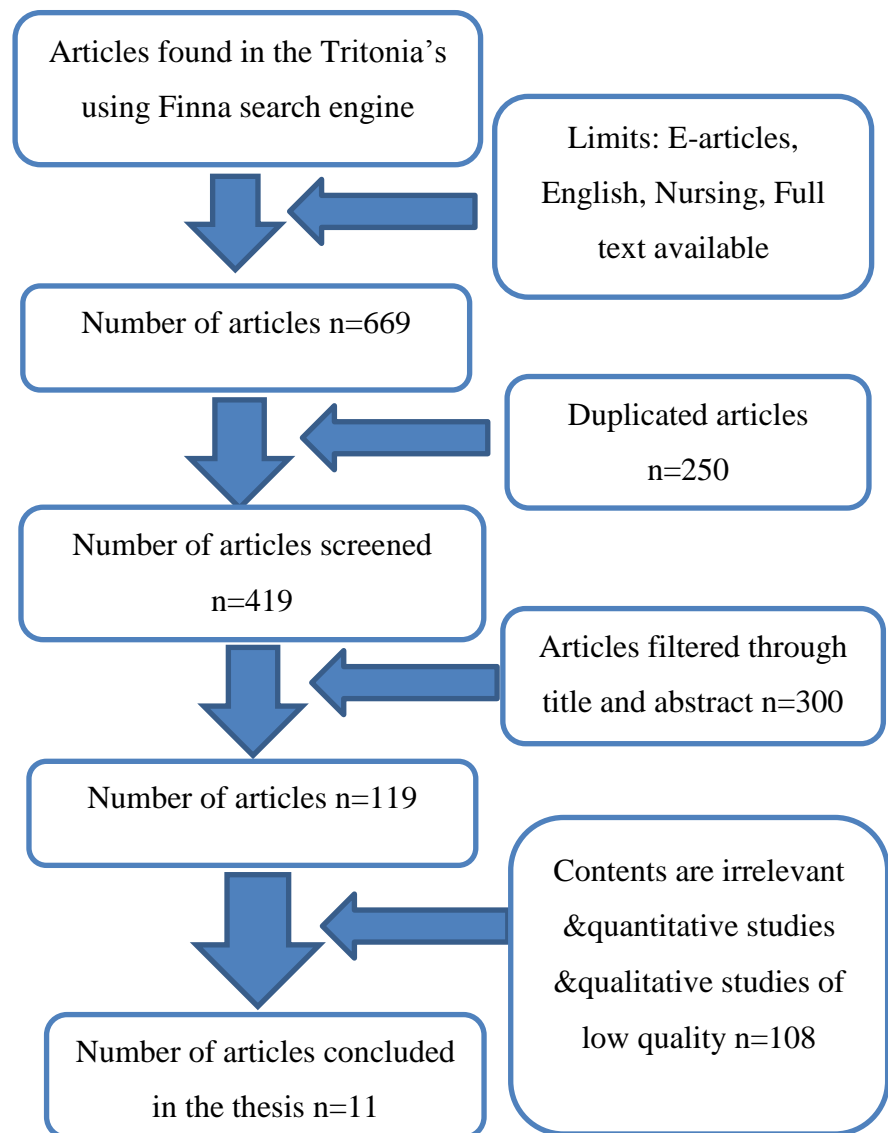 Articles found in the Tritonia’s
using Finna search engine
Limits: E-articles,
English, Nursing, Full
text available
Number of articles n=669
Duplicated articles
n=250
Number of articles screened
n=419
Articles filtered through
title and abstract n=300
Number of articles n=119
Contents are irrelevant
&quantitative studies
&qualitative studies of
low quality n=108
Number of articles concluded
in the thesis n=11